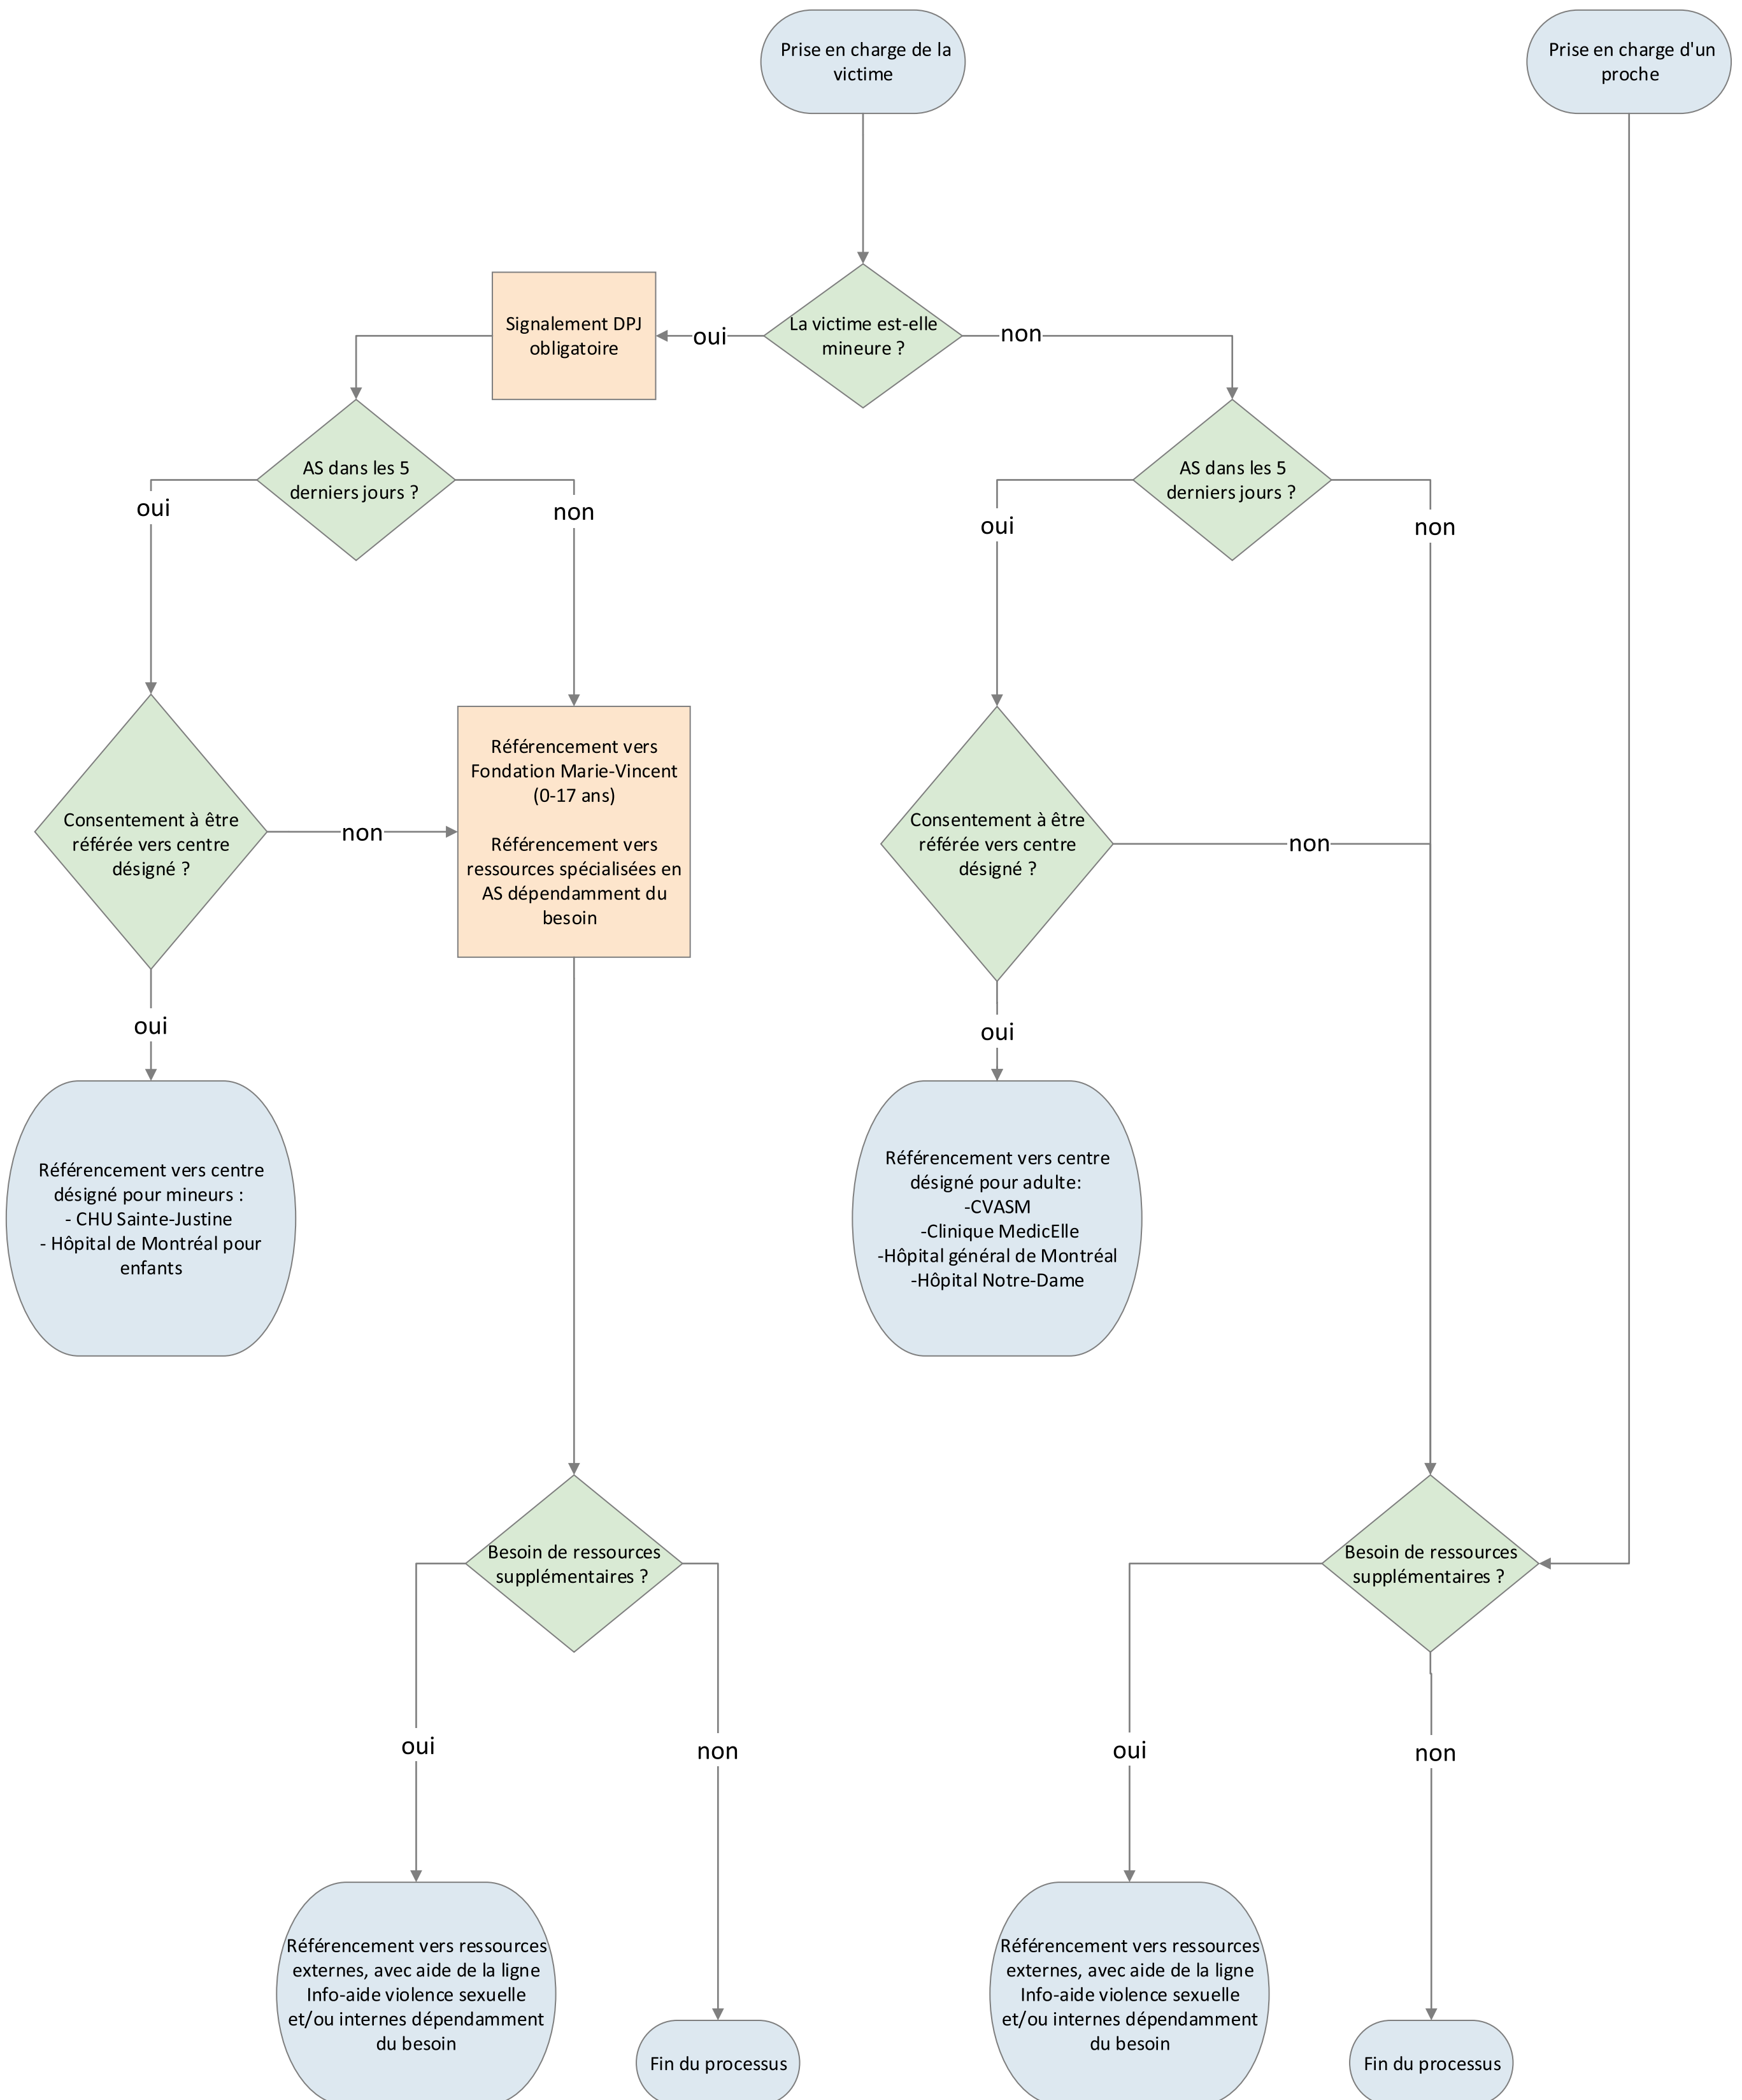 Prise en charge de la
victime
Prise en charge d'un
proche
La victime est-elle
mineure ?
oui
non
Signalement DPJ
obligatoire
AS dans les 5
derniers jours ?
oui
non
AS dans les 5
derniers jours ?
oui
non
Consentement à être
référée vers centre
désigné ?
non
oui
Référencement vers
Fondation Marie-Vincent
(0-17 ans)
Référencement vers
ressources spécialisées en
AS dépendamment du
besoin
Consentement à être
référée vers centre
désigné ?
non
oui
Référencement vers centre
désigné pour mineurs :
- CHU Sainte-Justine
- Hôpital de Montréal pour
enfants
Référencement vers centre
désigné pour adulte:
-CVASM
-Clinique MedicElle
-Hôpital général de Montréal
-Hôpital Notre-Dame
Besoin de ressources
supplémentaires ?
oui
non
Besoin de ressources
supplémentaires ?
oui
non
Référencement vers ressources
externes, avec aide de la ligne
Info-aide violence sexuelle
et/ou internes dépendamment
du besoin
Fin du processus
Référencement vers ressources
externes, avec aide de la ligne
Info-aide violence sexuelle
et/ou internes dépendamment
du besoin
Fin du processus